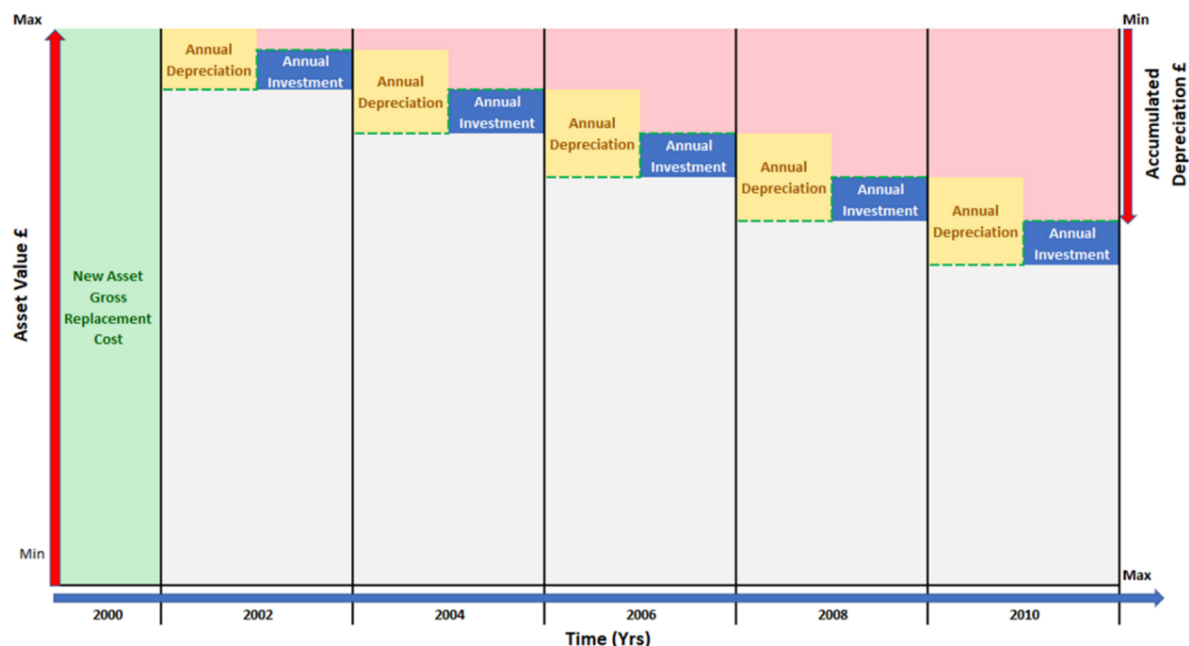 Max
Min
Annual
Depreciation
Annual
Investment
Annual
Depreciation
Annual
Investment
Annual
Depreciation
Annual
Investment
Annual
Depreciation
Annual
Investment
Annual
Depreciation
Annual
Investment
Accumulated
Depreciation £
Asset Value £
New Asset
Gross
Replacement
Cost
Min
Max
2000
2002
2004
2006
2008
2010
Time (Yrs)